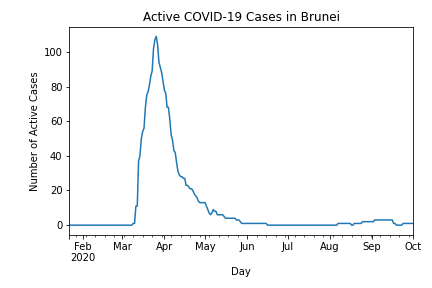 Active COVID-19 Cases in Brunei
Number of Active Cases
100
80
60
40
20
0
Feb Mar Apr May Jun Jul Aug Sep Oct
2020
Day